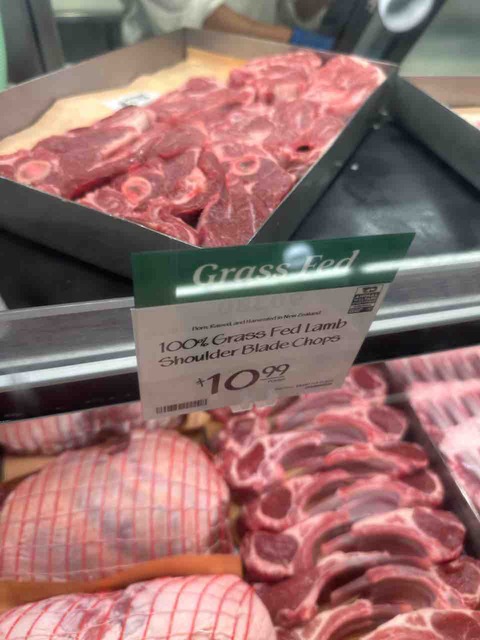 Grass Fed
Born, Raised, and Harvested in New Zealand
100% Grass Fed Lamb
Shoulder Blade Chops
$10.99